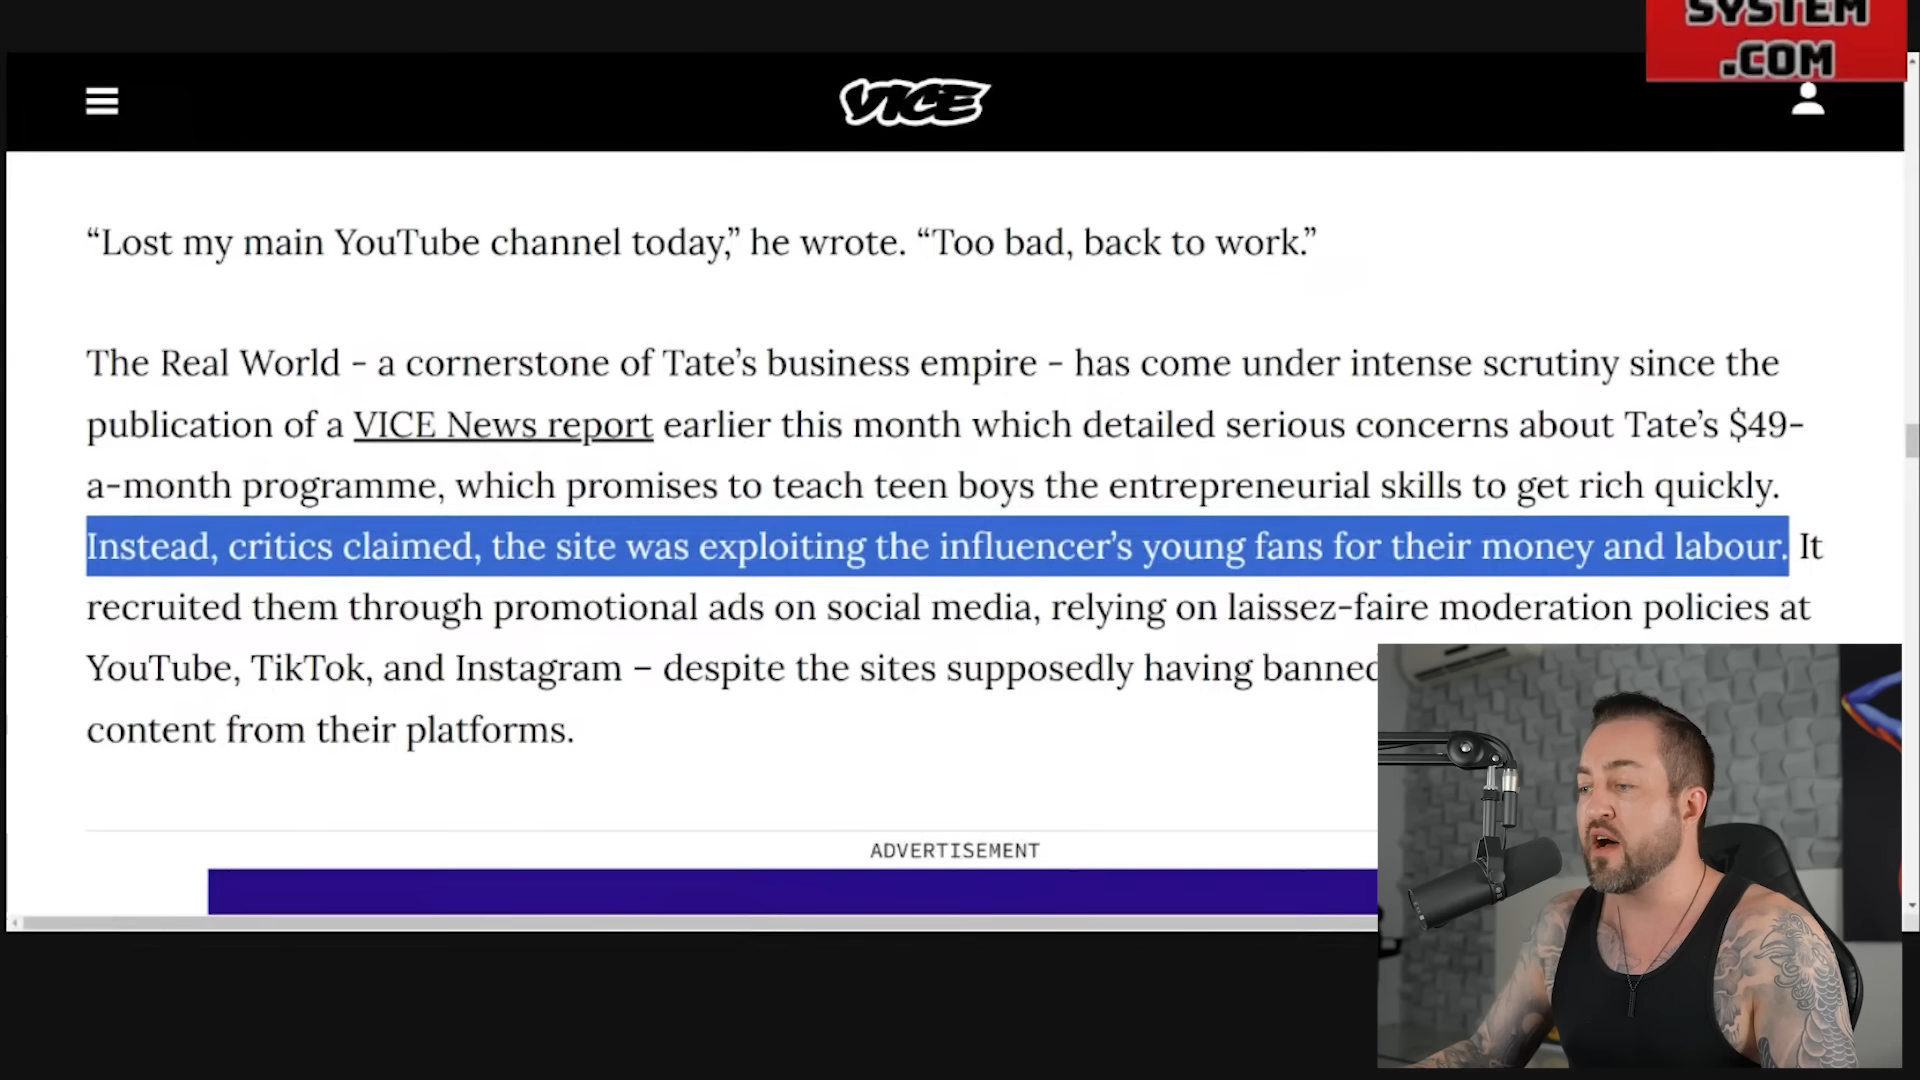 SYSTEM
.COM
VICE
“Lost my main YouTube channel today,” he wrote. “Too bad, back to work.”
The Real World – a cornerstone of Tate’s business empire – has come under intense scrutiny since the
publication of a VICE News report earlier this month which detailed serious concerns about Tate’s $49-
a-month programme, which promises to teach teen boys the entrepreneurial skills to get rich quickly.
Instead, critics claimed, the site was exploiting the influencer’s young fans for their money and labour. It
recruited them through promotional ads on social media, relying on laissez-faire moderation policies at
YouTube, TikTok, and Instagram – despite the sites supposedly having banned
content from their platforms.
ADVERTISEMENT